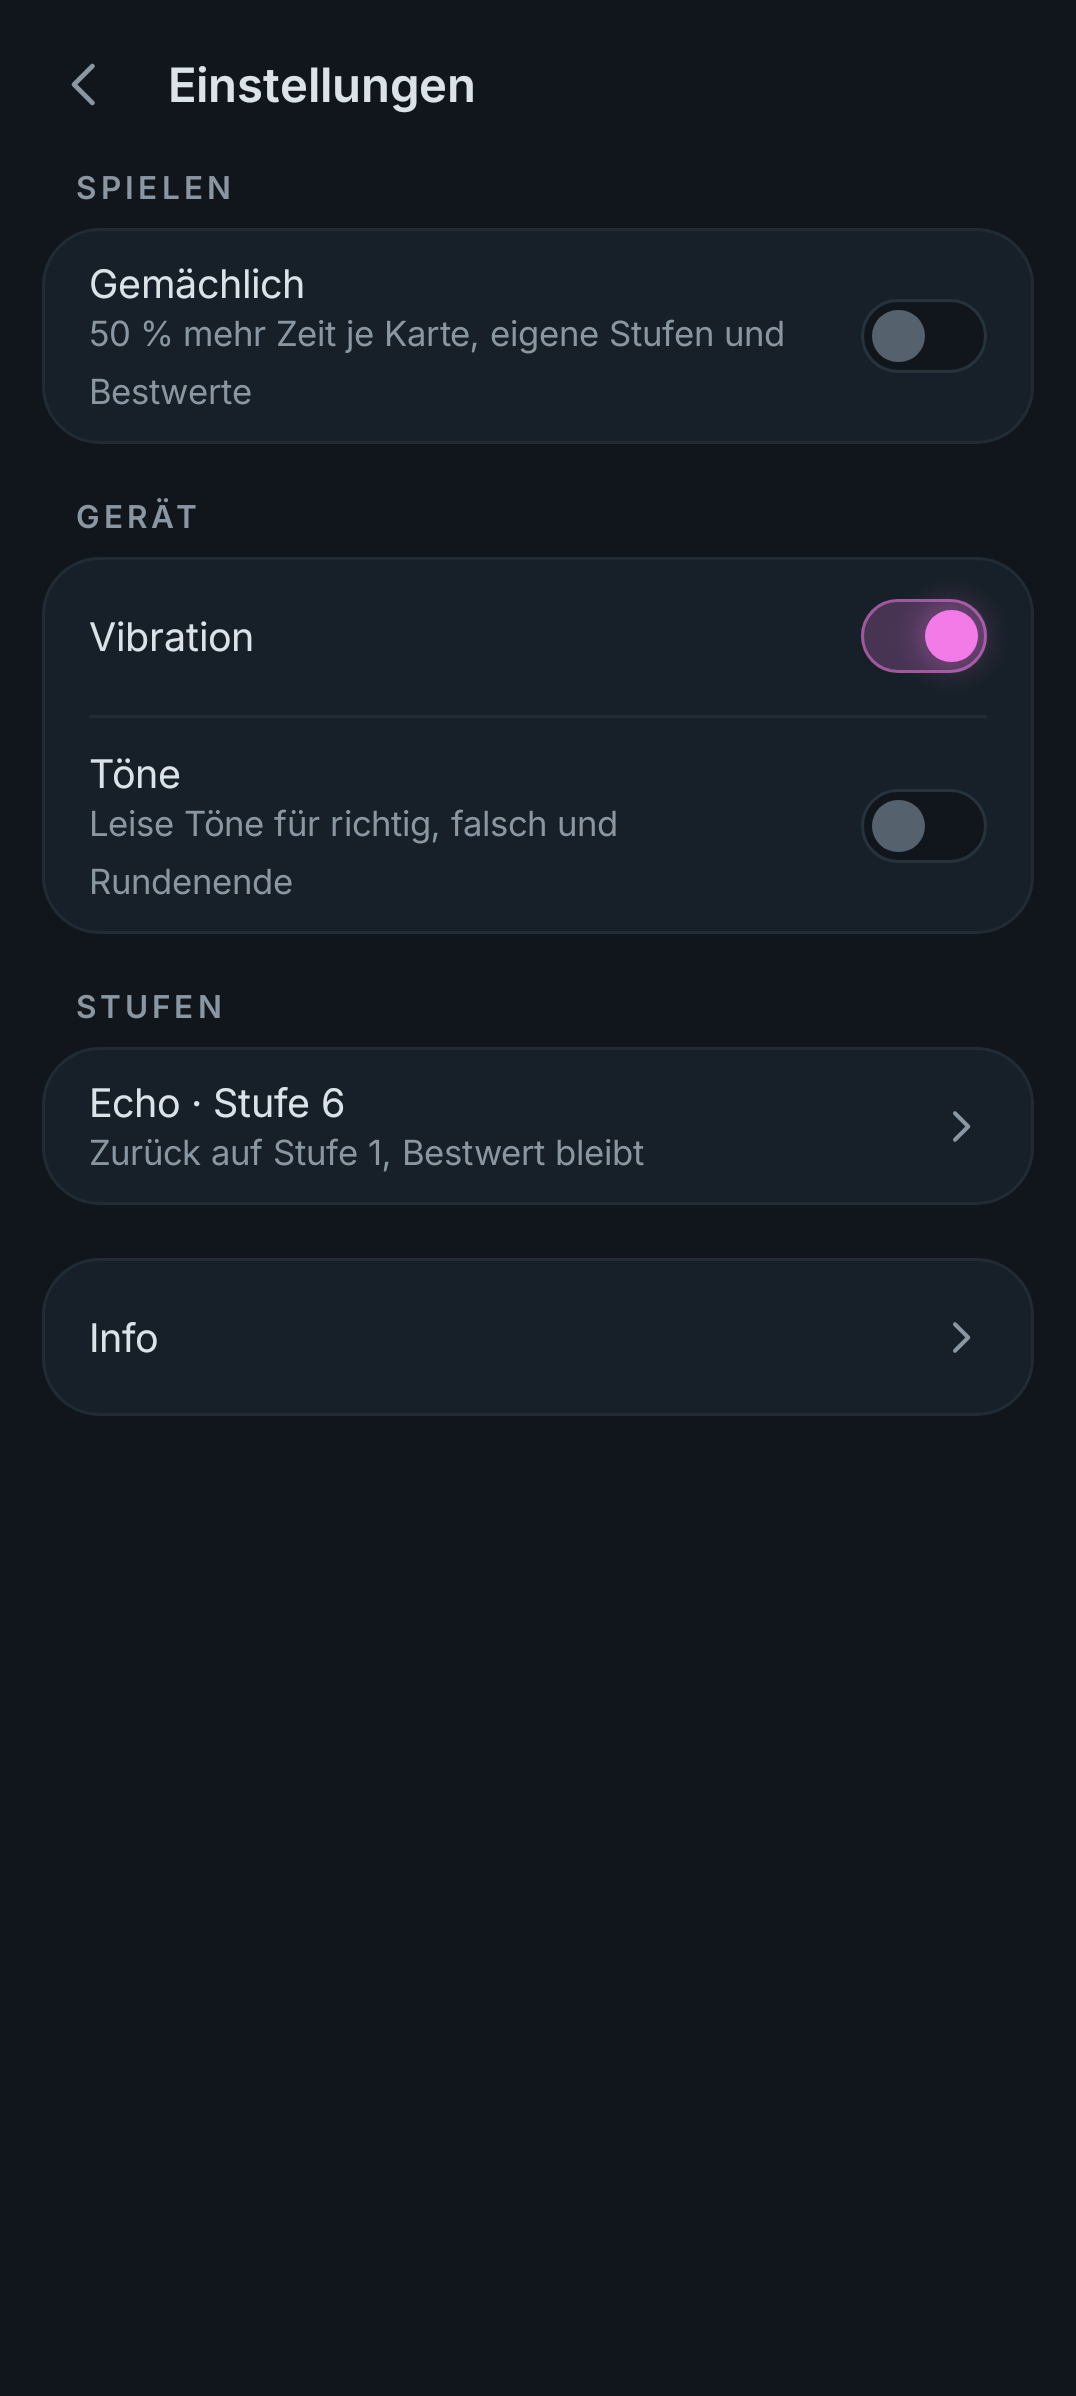 Einstellungen
SPIELEN
Gemächlich
50 % mehr Zeit je Karte, eigene Stufen und
Bestwerte
GERÄT
Vibration
Töne
Leise Töne für richtig, falsch und
Rundenende
STUFEN
Echo · Stufe 6
Zurück auf Stufe 1, Bestwert bleibt
Info